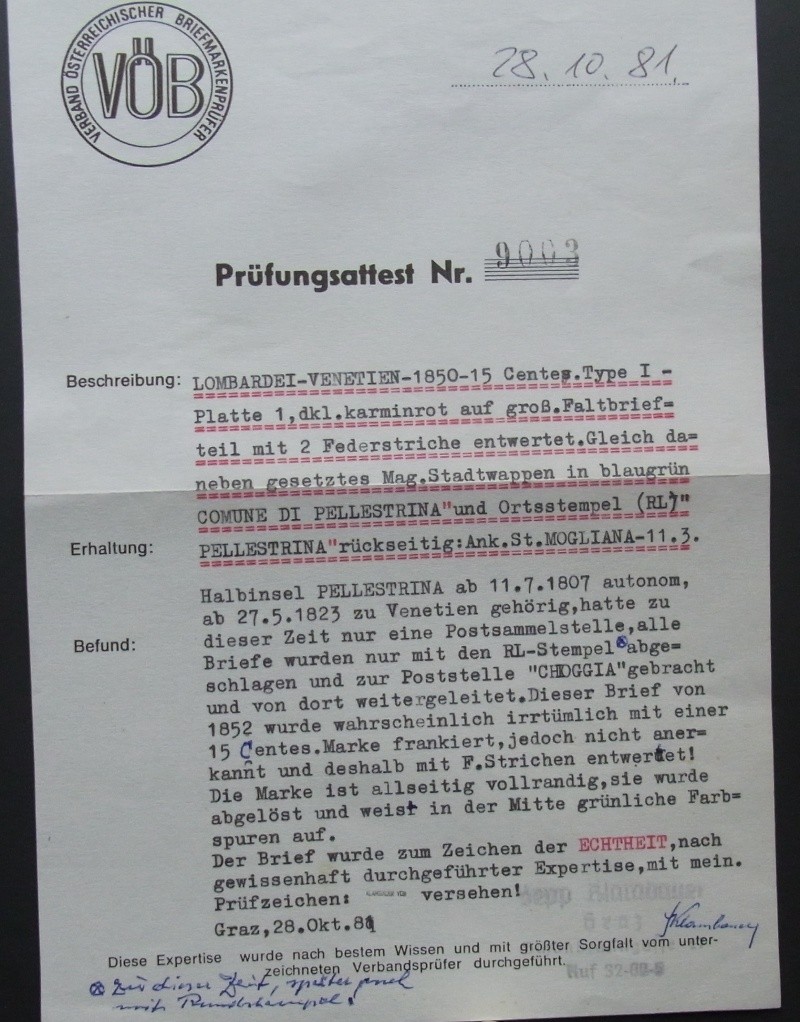 VERBAND ÖSTERREICHISCHER BRIEFMARKENPRÜFER
VÖB
28. 10. 81.
Prüfungsattest Nr. 9003
Beschreibung: LOMBARDEI-VENETIEN-1850-15 Centes.Type I -
Platte 1,dkl.karminrot auf groß.Faltbrief=
teil mit 2 Federstriche entwertet.Gleich da=
neben gesetztes Mag.Stadtwappen in blaugrün
COMUNE DI PELLESTRINA"und Ortsstempel (RL)"
Erhaltung: PELLESTRINA"rückseitig:Ank.St.MOGLIANA-11.3.
Halbinsel PELLESTRINA ab 11.7.1807 autonom,
ab 27.5.1823 zu Venetien gehörig,hatte zu
Befund: dieser Zeit nur eine Postsammelstelle,alle
Briefe wurden nur mit den RL-Stempel abge=
schlagen und zur Poststelle "CHOGGIA"gebracht
und von dort weitergeleitet.Dieser Brief von
1852 wurde wahrscheinlich irrtümlich mit einer
15 Centes.Marke frankiert,jedoch nicht aner=
kannt und deshalb mit F.Strichen entwertet!
Die Marke ist allseitig vollrandig,sie wurde
abgelöst und weist in der Mitte grünliche Farb=
spuren auf.
Der Brief wurde zum Zeichen der ECHTHEIT,nach
gewissenhaft durchgeführter Expertise,mit mein.
Prüfzeichen: versehen!
Graz,28.Okt.81
Diese Expertise wurde nach bestem Wissen und mit größter Sorgfalt vom unter-
zeichneten Verbandsprüfer durchgeführt.
zu dieser Zeit, später auch
mit Rundstempel.